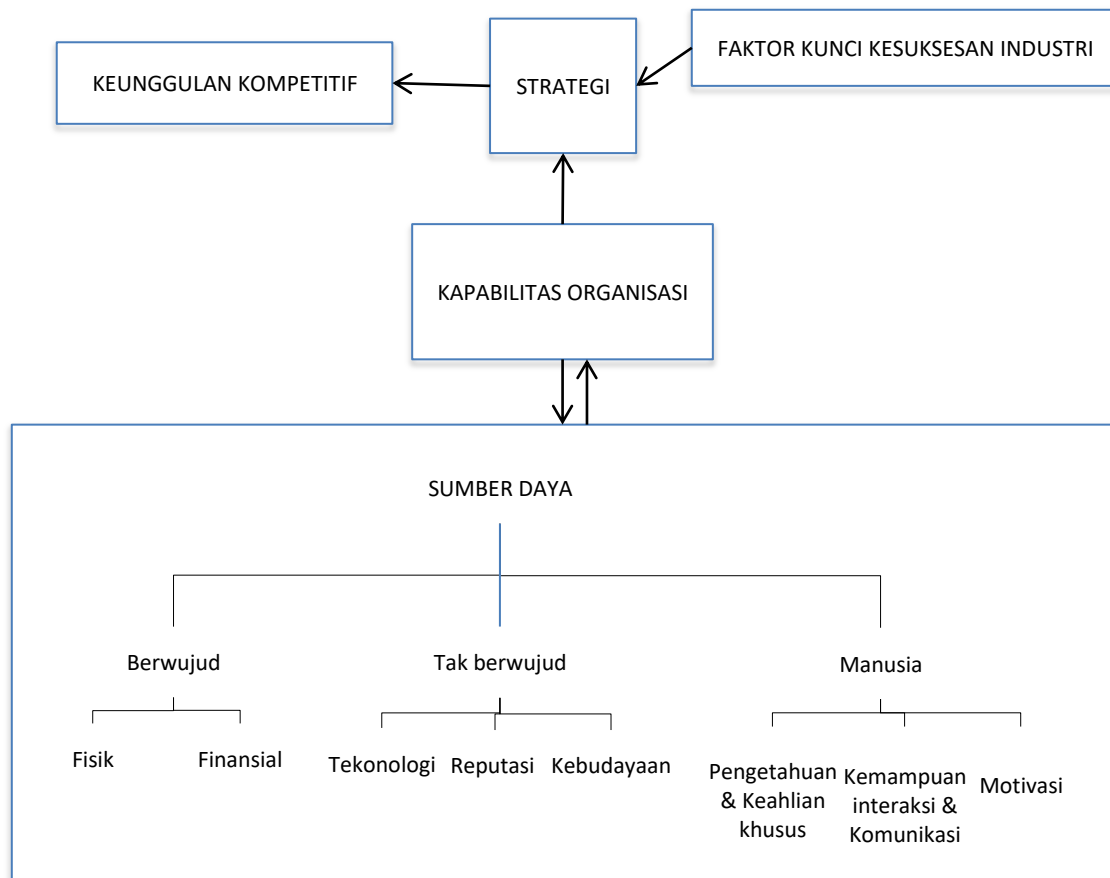 FAKTOR KUNCI KESUKSESAN INDUSTRI
KEUNGGULAN KOMPETITIF
STRATEGI
KAPABILITAS ORGANISASI
SUMBER DAYA
Berwujud
Tak berwujud
Manusia
Fisik
Finansial
Tekonologi
Reputasi
Kebudayaan
Pengetahuan
& Keahlian
khusus
Kemampuan
interaksi &
Komunikasi
Motivasi